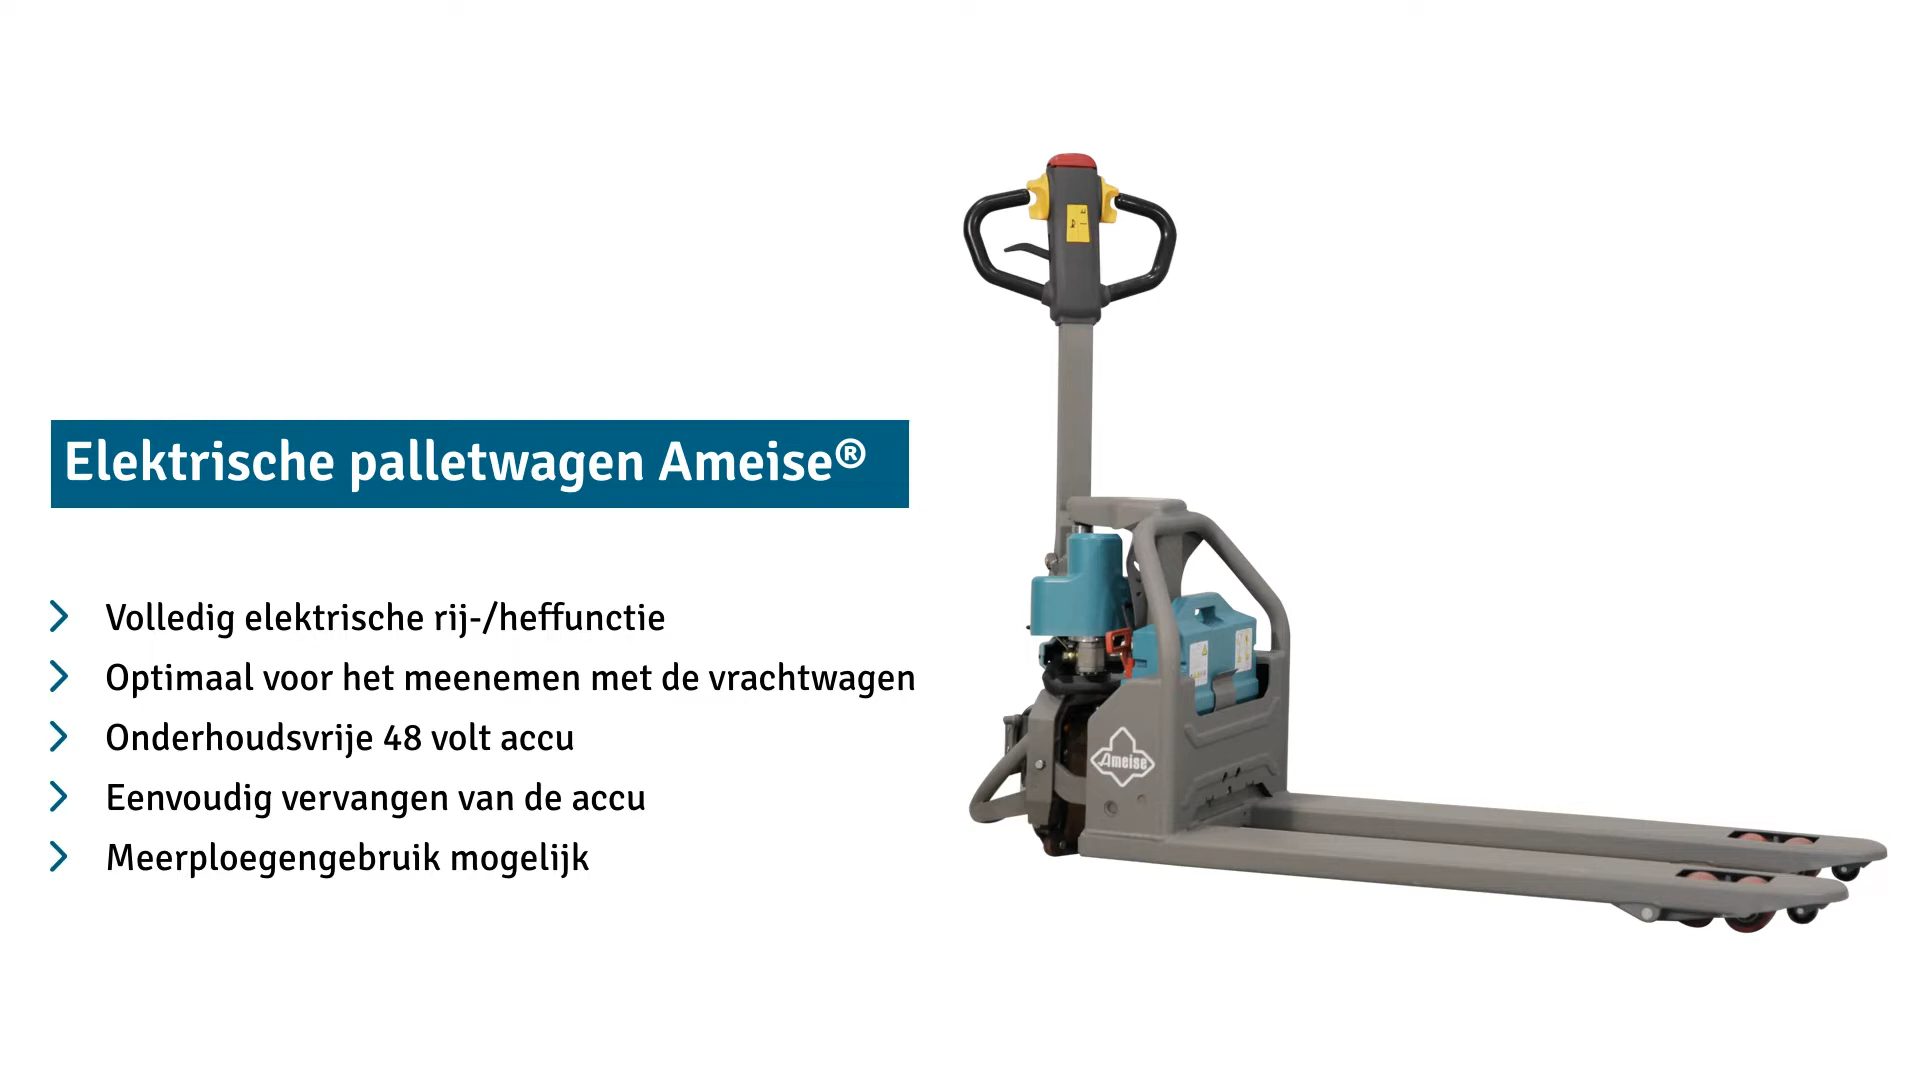 Elektrische palletwagen Ameise®
Volledig elektrische rij-/heffunctie
Optimaal voor het meenemen met de vrachtwagen
Onderhoudsvrije 48 volt accu
Eenvoudig vervangen van de accu
Meerploegengebruik mogelijk
Ameise